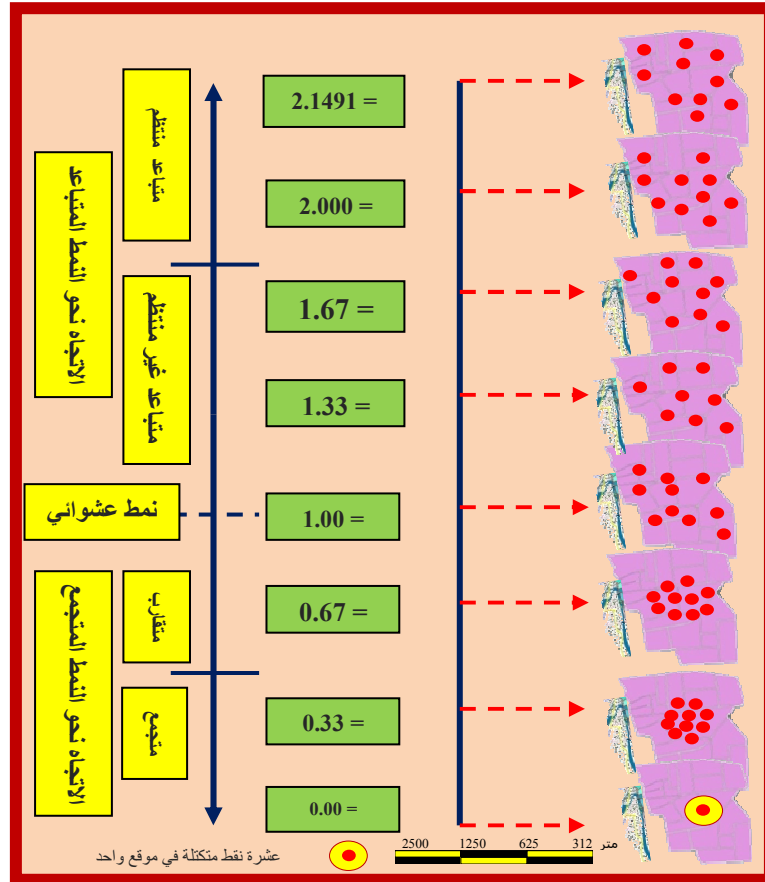 الاتجاه نحو النمط المتباعد
متباعد منتظم
متباعد غير منتظم
نمط عشوائي
الاتجاه نحو النمط المتجمع
متقارب
متجمع
2.1491 =
2.000 =
1.67 =
1.33 =
1.00 =
0.67 =
0.33 =
0.00 =
عشرة نقط متكتلة في موقع واحد
2500 1250 625 312 متر